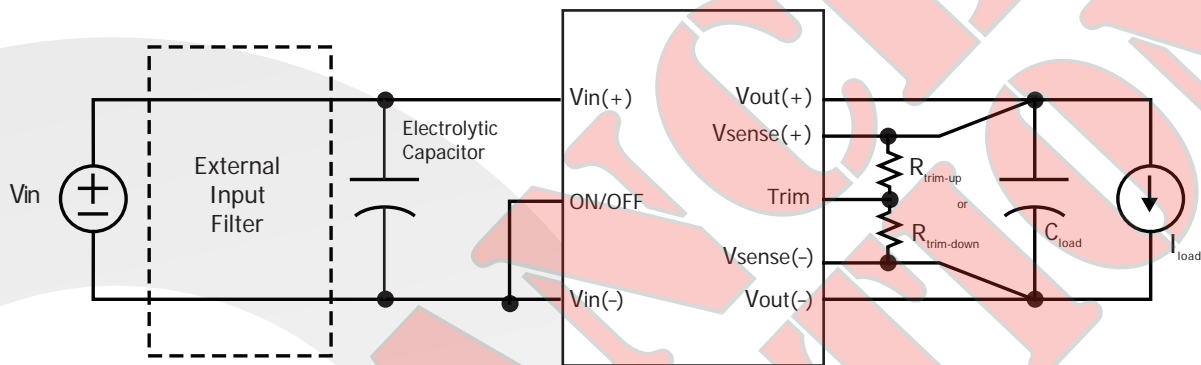 Vin
External
Input
Filter
Electrolytic
Capacitor
Vin(+)
ON/OFF
Vin(–)
Vout(+)
Vsense(+)
Trim
Vsense(–)
Vout(–)
Rtrim-up
or
Rtrim-down
Cload
Iload